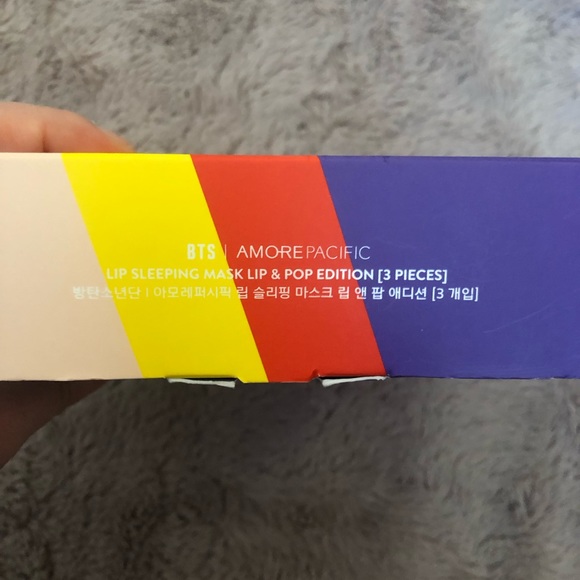 BTS | AMOREPACIFIC
LIP SLEEPING MASK LIP & POP EDITION [3 PIECES]
방탄소년단 | 아모레퍼시픽 립 슬리핑 마스크 립 앤 팝 애디션 [3 개입]